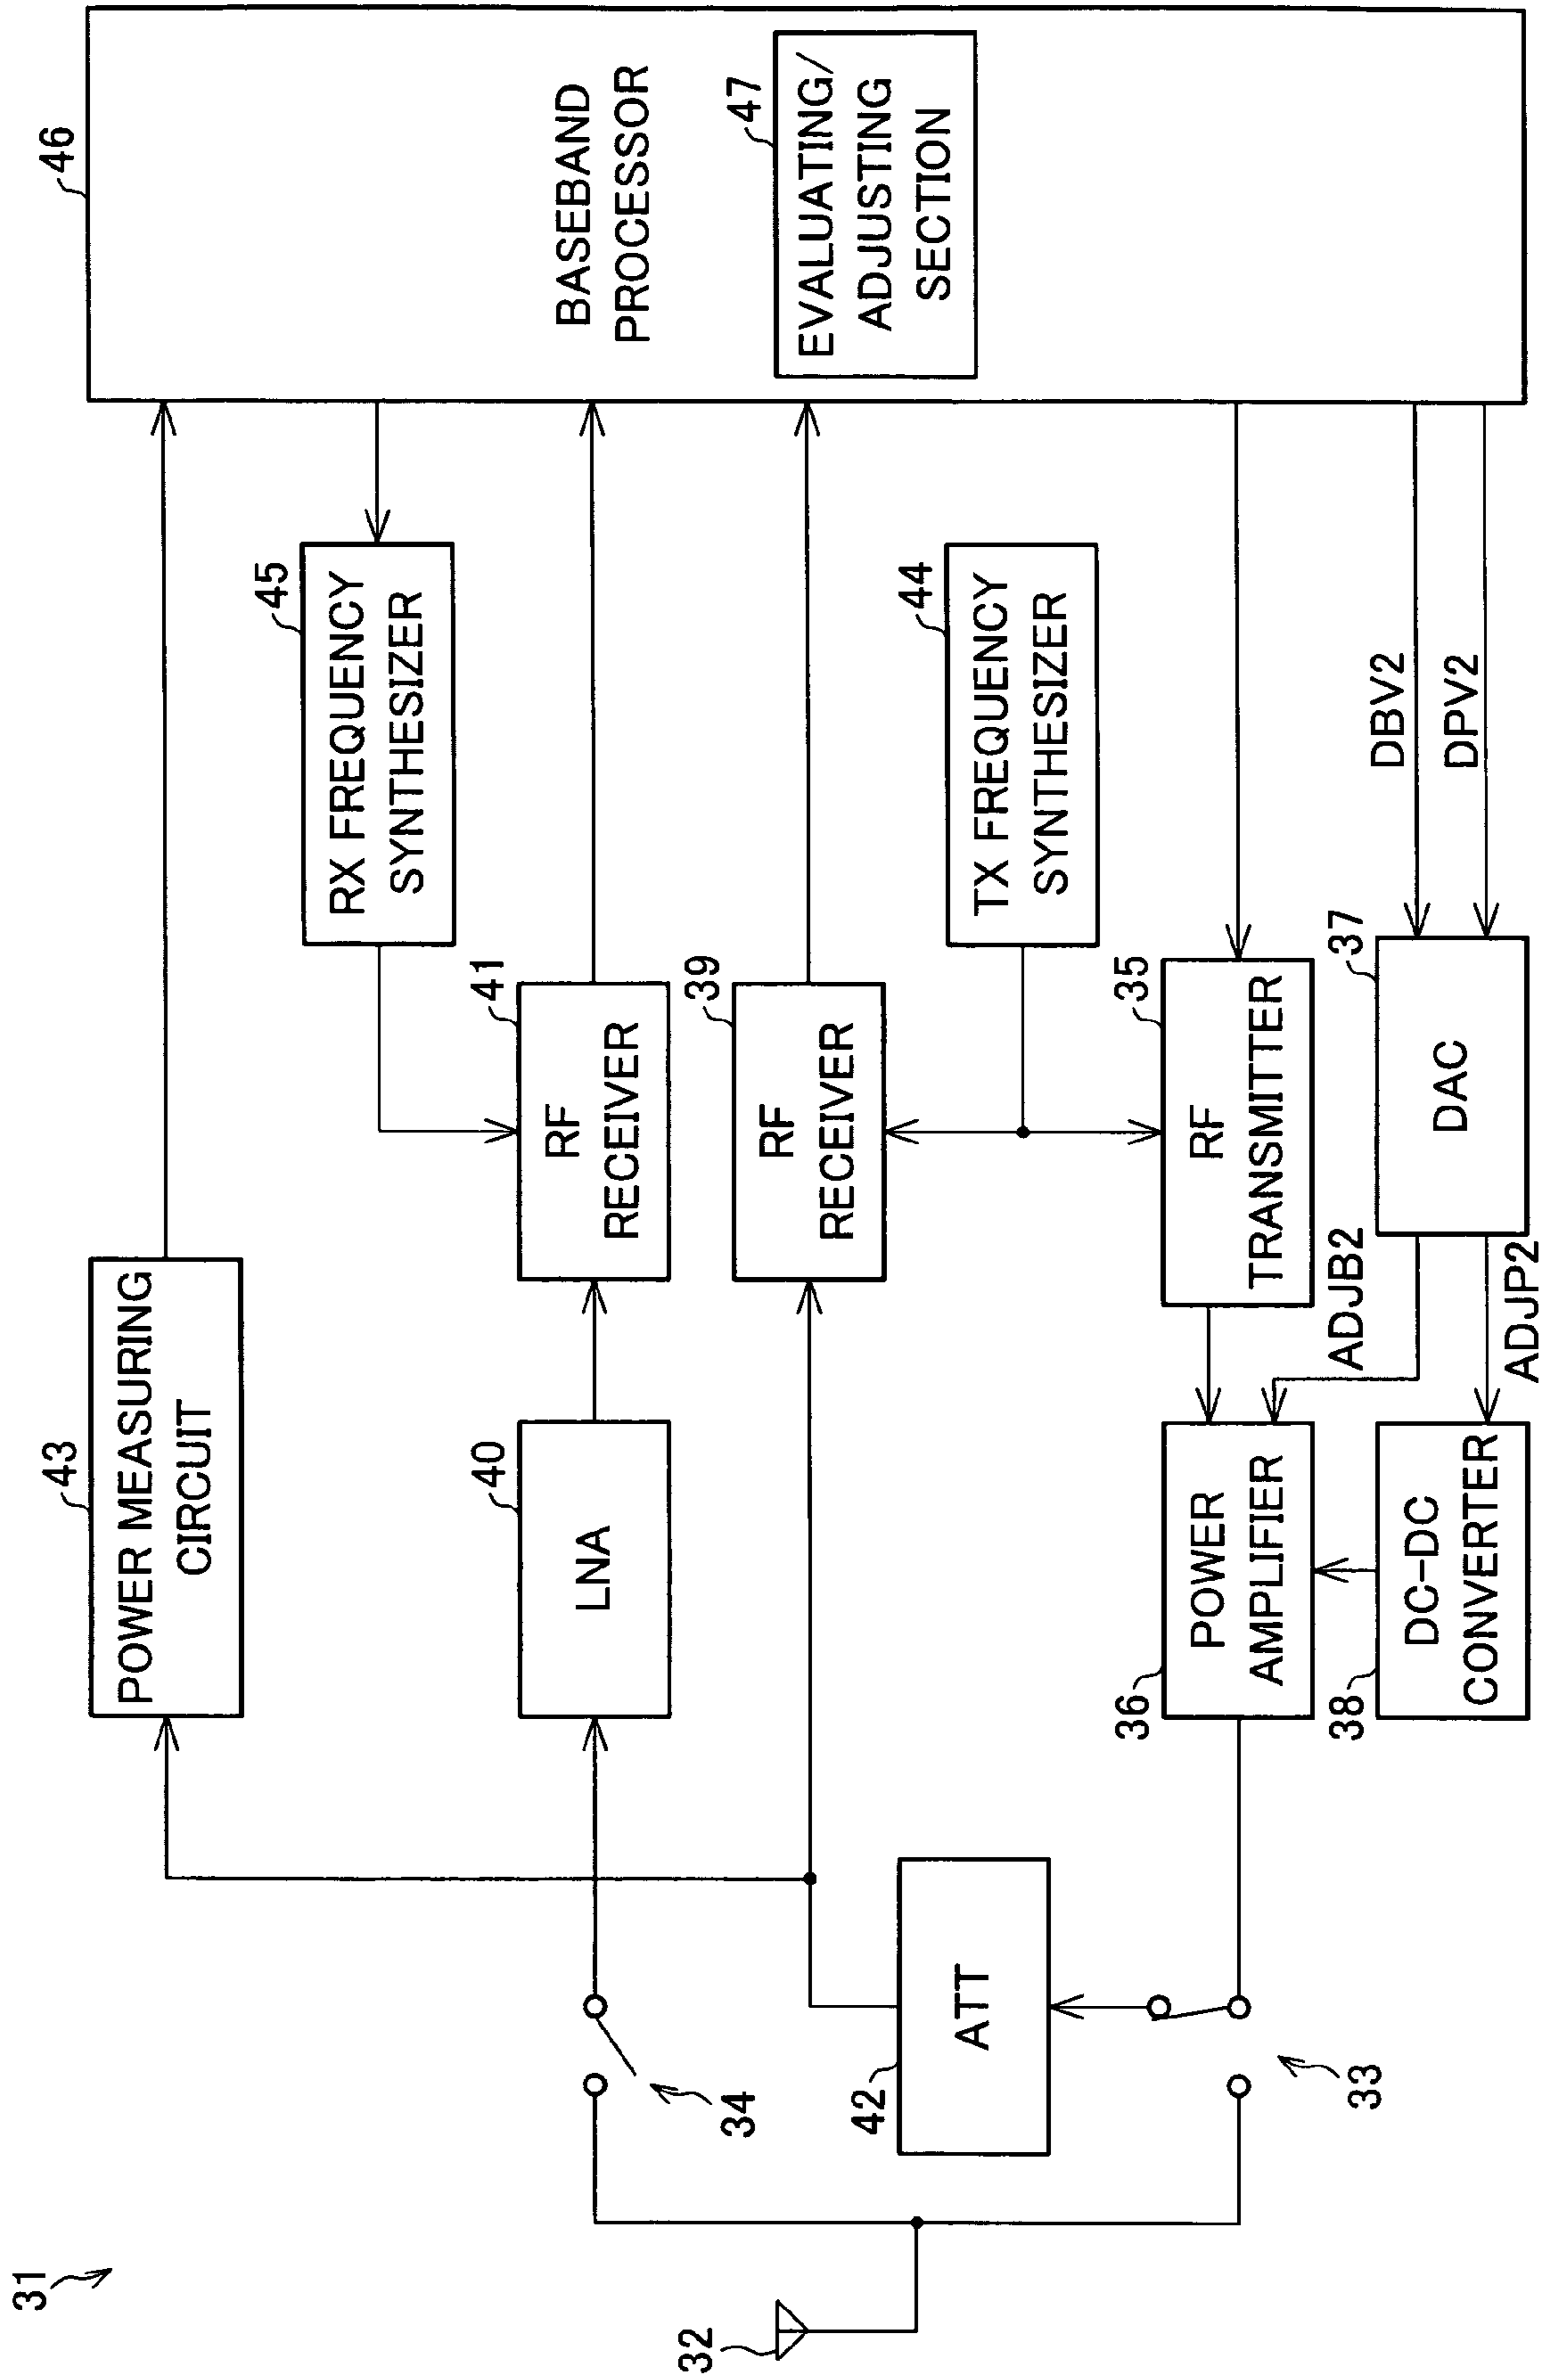 31
32
34
33
43
POWER MEASURING
CIRCUIT
45
RX FREQUENCY
SYNTHESIZER
46
BASEBAND
PROCESSOR
47
EVALUATING/
ADJUSTING
SECTION
40
LNA
41
RF
RECEIVER
39
RF
RECEIVER
44
TX FREQUENCY
SYNTHESIZER
42
ATT
36
POWER
AMPLIFIER
35
RF
TRANSMITTER
ADJB2
DBV2
38
DC-DC
CONVERTER
ADJP2
37
DAC
DPV2